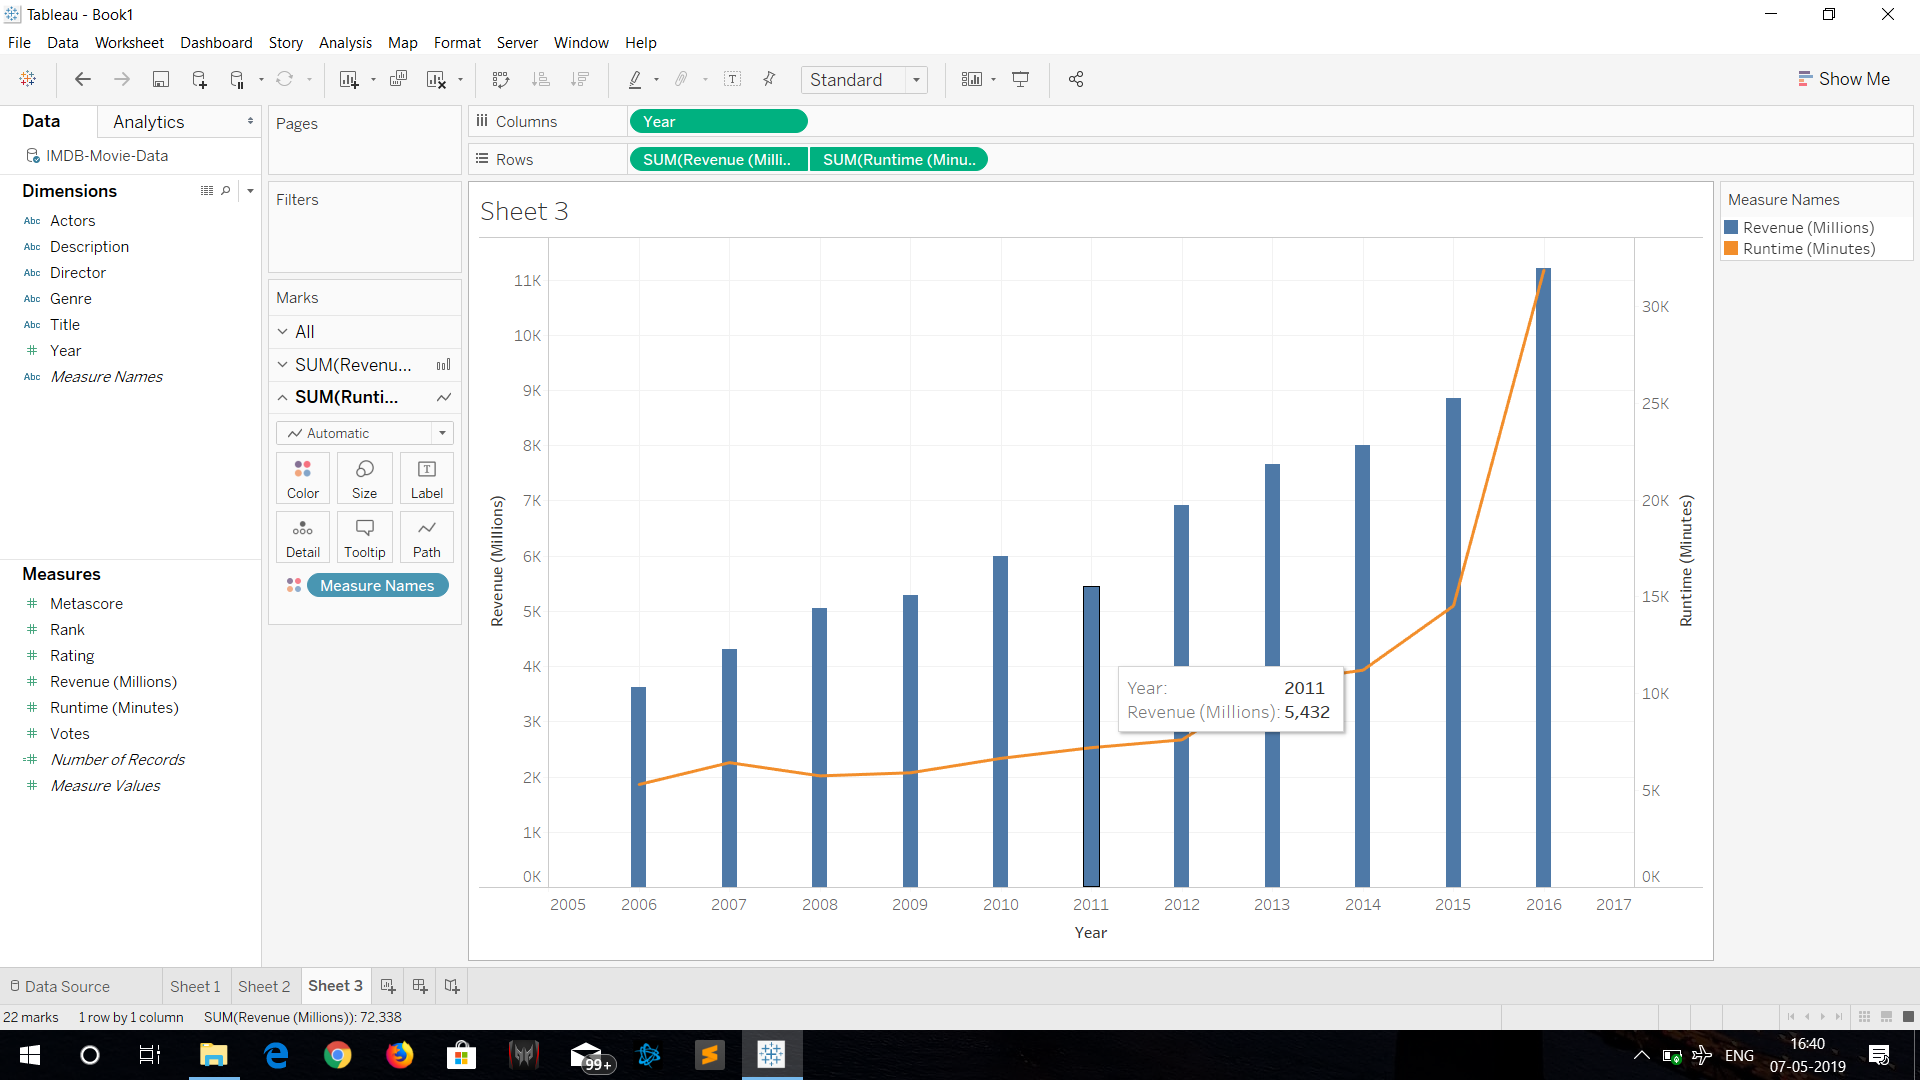 Tableau - Book1
File Data Worksheet Dashboard Story Analysis Map Format Server Window Help
Standard
Show Me
Data Analytics
IMDB-Movie-Data
Dimensions
Abc Actors
Abc Description
Abc Director
Abc Genre
Abc Title
# Year
Abc Measure Names
Measures
# Metascore
# Rank
# Rating
# Revenue (Millions)
# Runtime (Minutes)
# Votes
=# Number of Records
# Measure Values
Pages
Filters
Marks
All
SUM(Revenu...
SUM(Runti...
Automatic
Color Size Label
Detail Tooltip Path
Measure Names
Columns Year
Rows SUM(Revenue (Milli.. SUM(Runtime (Minu..
Sheet 3
Revenue (Millions)
11K
10K
9K
8K
7K
6K
5K
4K
3K
2K
1K
0K
Year: 2011
Revenue (Millions): 5,432
30K
25K
20K
15K
10K
5K
0K
Runtime (Minutes)
2005 2006 2007 2008 2009 2010 2011 2012 2013 2014 2015 2016 2017
Year
Measure Names
Revenue (Millions)
Runtime (Minutes)
Data Source Sheet 1 Sheet 2 Sheet 3
22 marks 1 row by 1 column SUM(Revenue (Millions)): 72,338
99+
ENG
16:40
07-05-2019